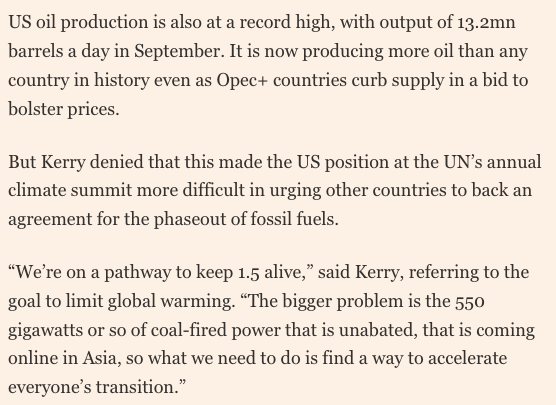 US oil production is also at a record high, with output of 13.2mn
barrels a day in September. It is now producing more oil than any
country in history even as Opec+ countries curb supply in a bid to
bolster prices.
But Kerry denied that this made the US position at the UN’s annual
climate summit more difficult in urging other countries to back an
agreement for the phaseout of fossil fuels.
“We’re on a pathway to keep 1.5 alive,” said Kerry, referring to the
goal to limit global warming. “The bigger problem is the 550
gigawatts or so of coal-fired power that is unabated, that is coming
online in Asia, so what we need to do is find a way to accelerate
everyone’s transition.”